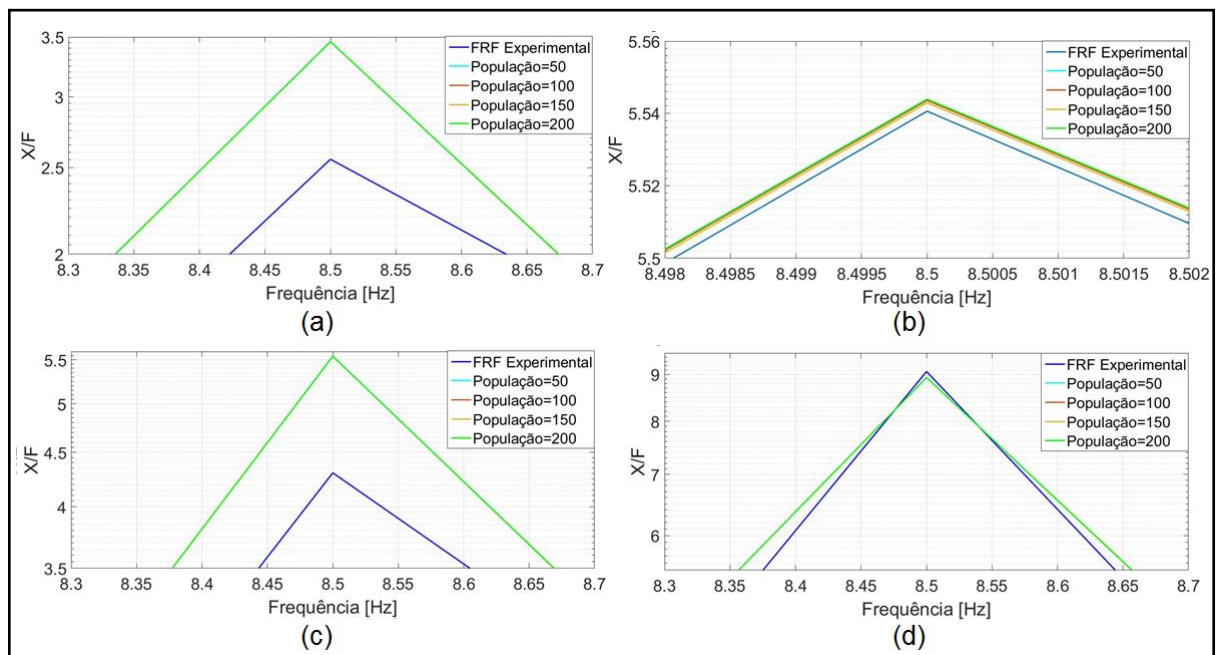 3.5
3
2.5
2
X/F
FRF Experimental
População=50
População=100
População=150
População=200
8.3 8.35 8.4 8.45 8.5 8.55 8.6 8.65 8.7
Frequência [Hz]
(a)
5.56
5.54
5.52
5.5
X/F
FRF Experimental
População=50
População=100
População=150
População=200
8.498 8.4985 8.499 8.4995 8.5 8.5005 8.501 8.5015 8.502
Frequência [Hz]
(b)
5.5
5
4.5
4
3.5
X/F
FRF Experimental
População=50
População=100
População=150
População=200
8.3 8.35 8.4 8.45 8.5 8.55 8.6 8.65 8.7
Frequência [Hz]
(c)
9
8
7
6
X/F
FRF Experimental
População=50
População=100
População=150
População=200
8.3 8.35 8.4 8.45 8.5 8.55 8.6 8.65 8.7
Frequência [Hz]
(d)